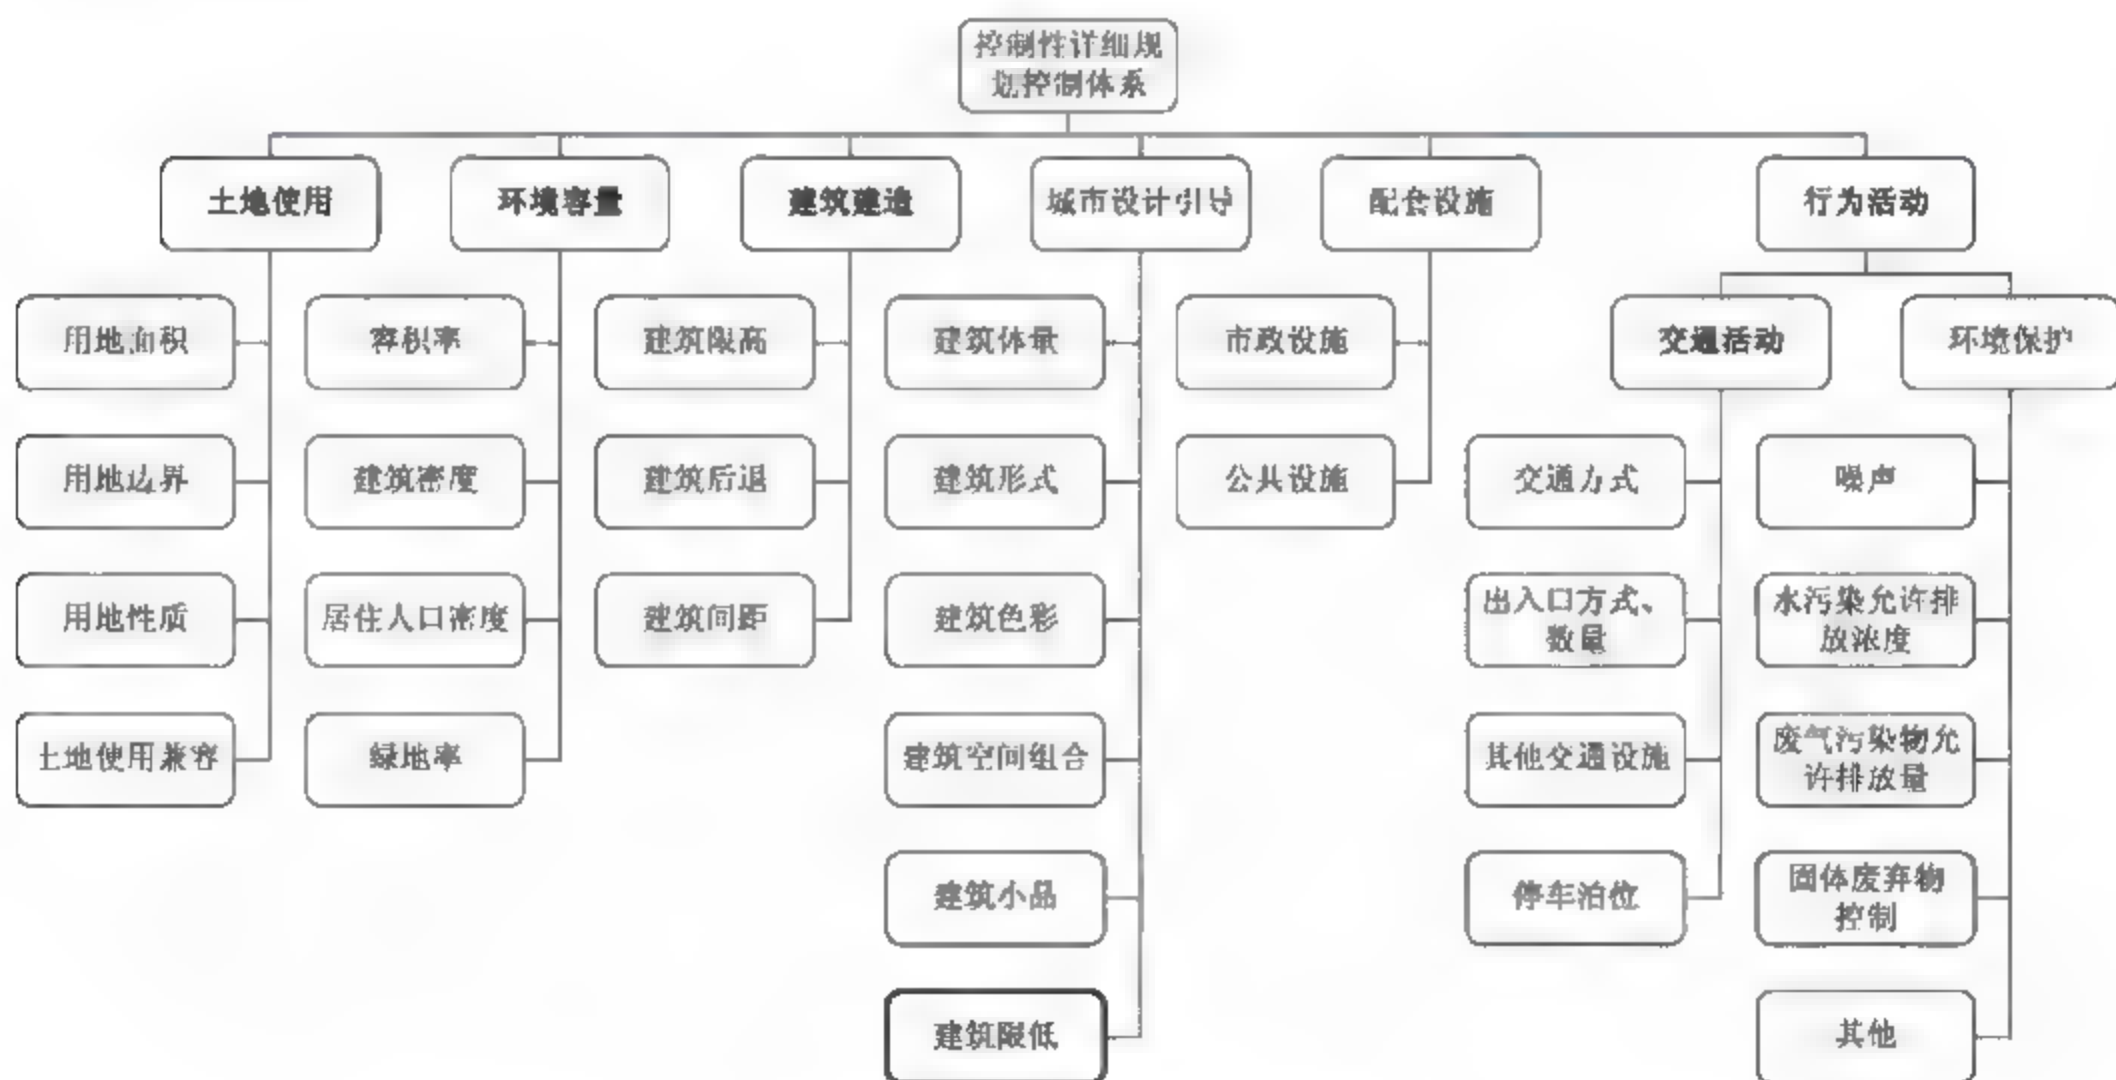 控制性详细规
划控制体系
土地使用
环境容量
建筑建造
城市设计引导
配套设施
行为活动
用地面积
容积率
建筑限高
建筑体量
市政设施
交通活动
环境保护
用地边界
建筑密度
建筑后退
建筑形式
公共设施
交通方式
噪声
用地性质
居住人口密度
建筑间距
建筑色彩
出入口方式、
数量
水污染允许排
放浓度
土地使用兼容
绿地率
建筑空间组合
其他交通设施
废气污染物允
许排放量
建筑小品
停车泊位
固体废弃物
控制
建筑限低
其他